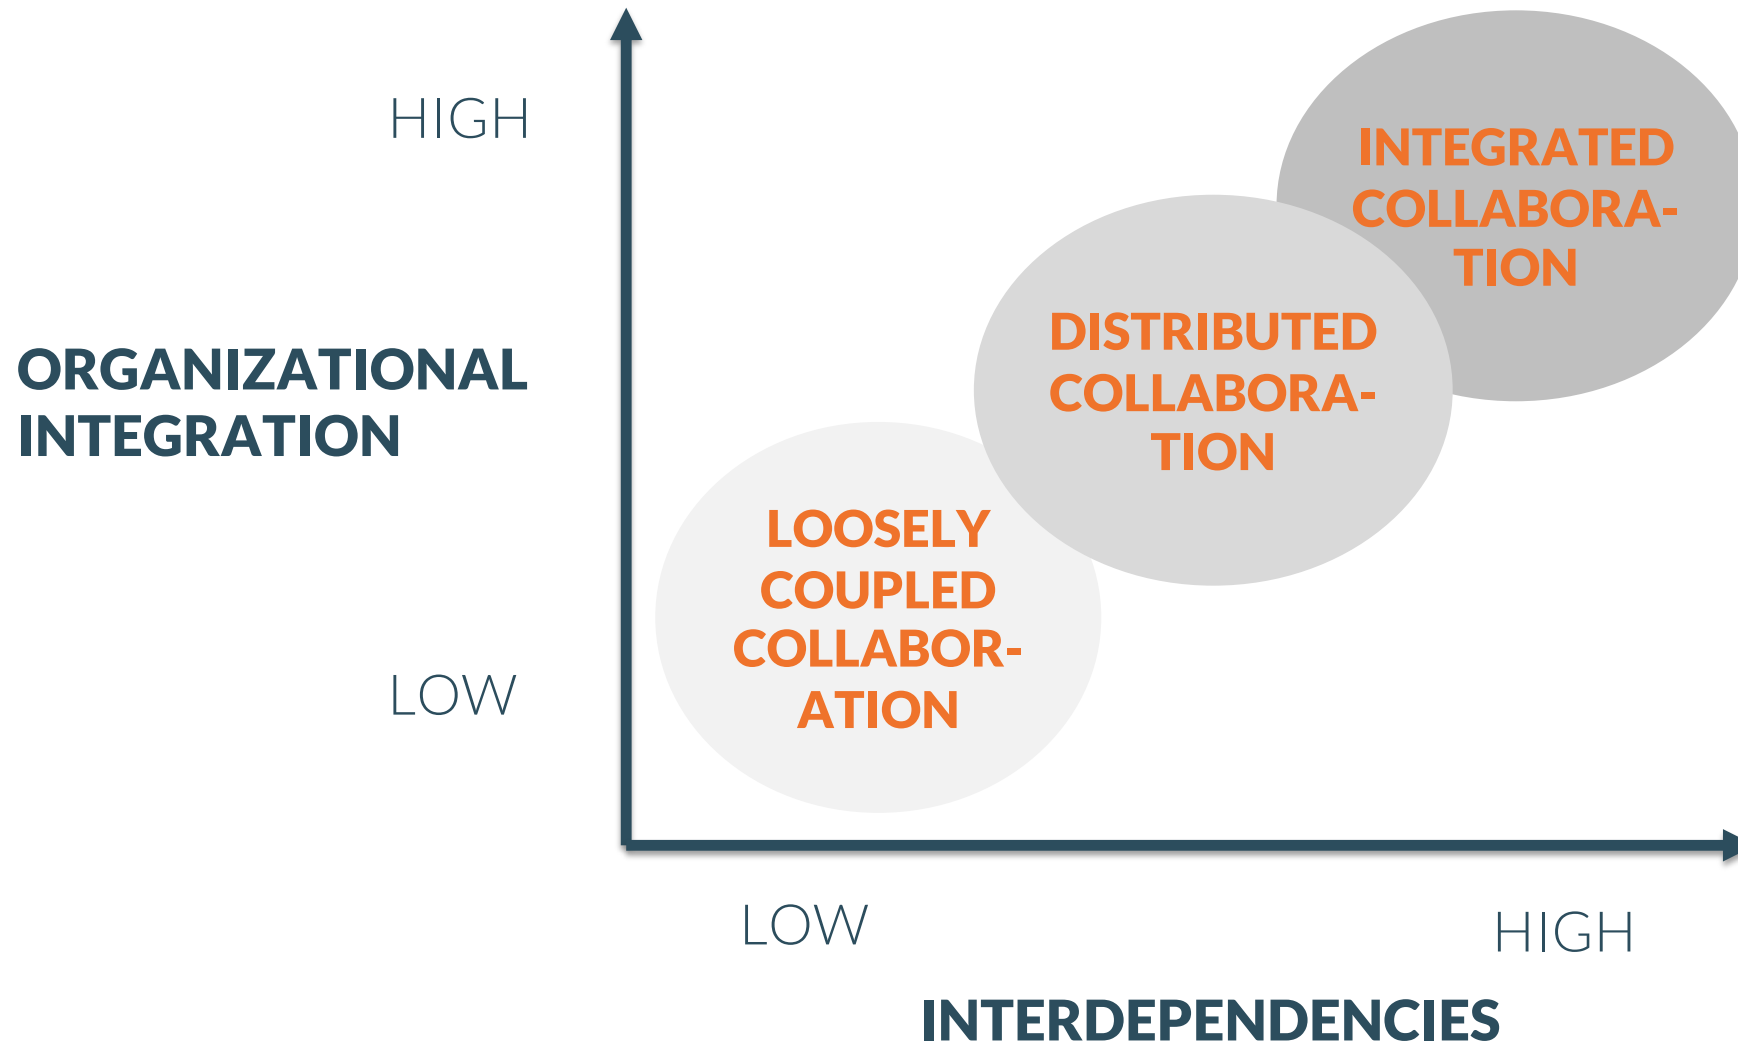 HIGH
INTEGRATED
COLLABORA-
TION
DISTRIBUTED
COLLABORA-
TION
ORGANIZATIONAL
INTEGRATION
LOOSELY
COUPLED
COLLABOR-
ATION
LOW
LOW
HIGH
INTERDEPENDENCIES